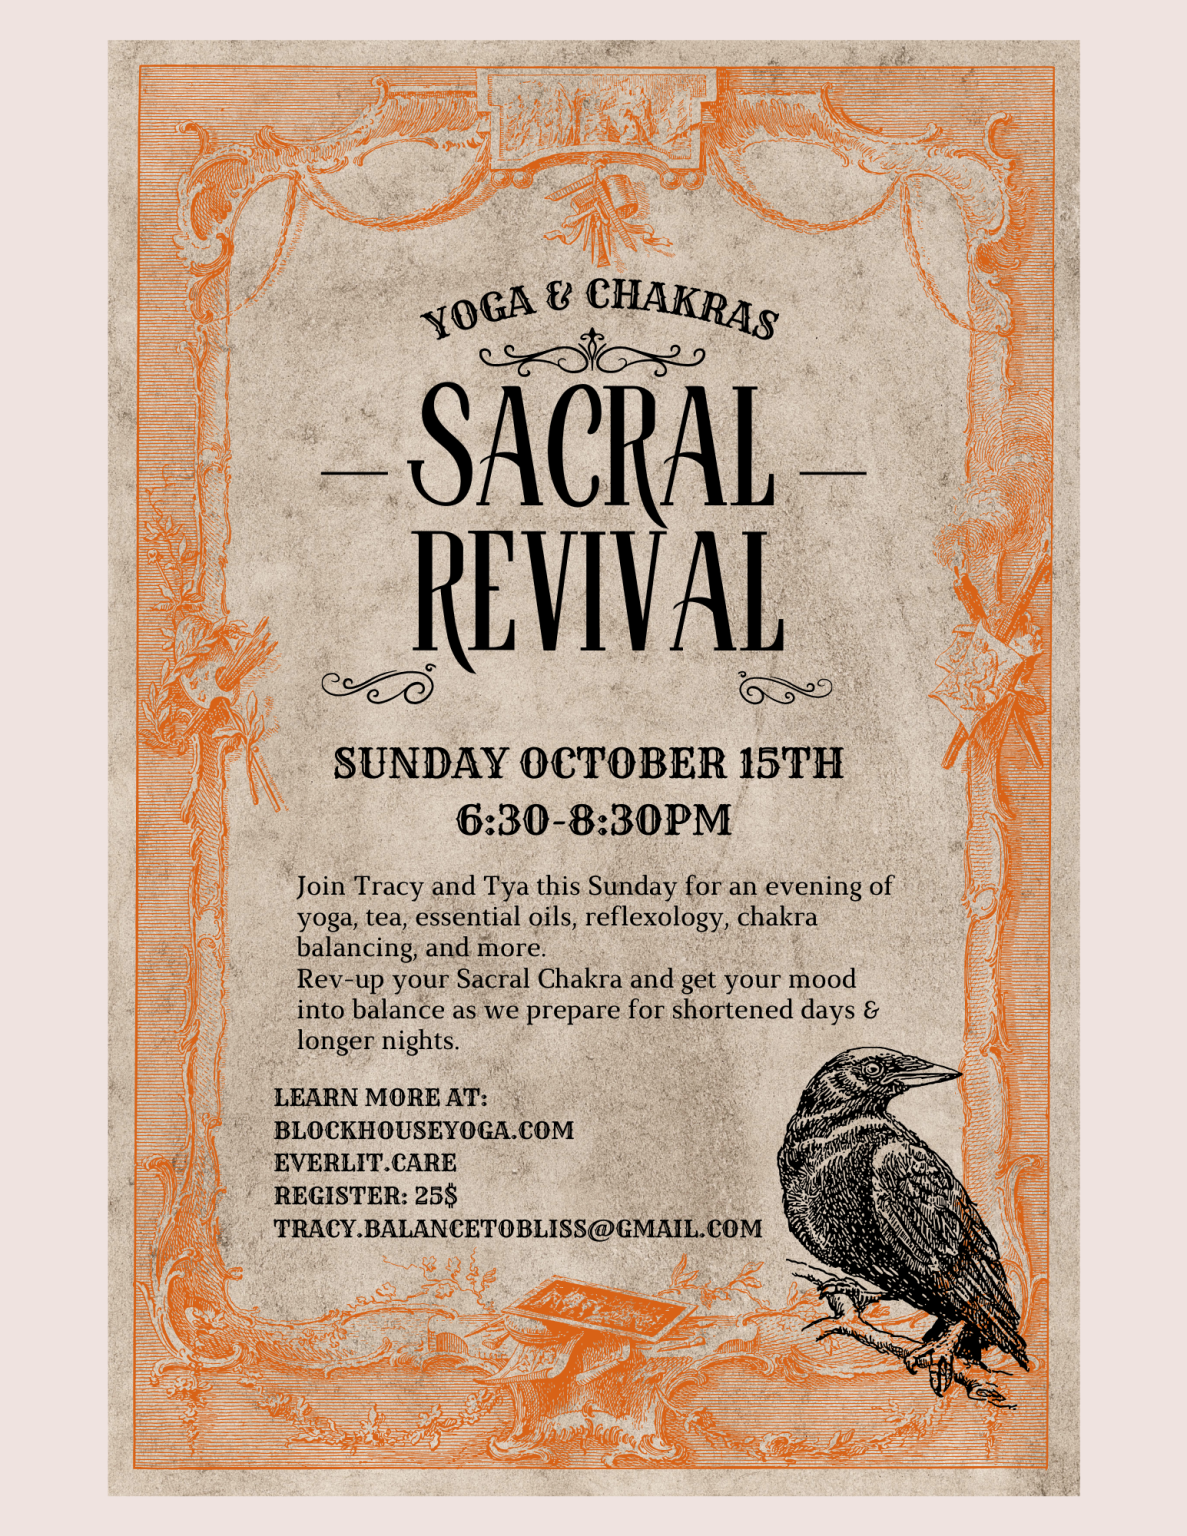 YOGA & CHAKRAS
SACRAL
REVIVAL
SUNDAY OCTOBER 15TH
6:30-8:30PM
Join Tracy and Tya this Sunday for an evening of
yoga, tea, essential oils, reflexology, chakra
balancing, and more.
Rev-up your Sacral Chakra and get your mood
into balance as we prepare for shortened days &
longer nights.
LEARN MORE AT:
BLOCKHOUSEYOGA.COM
EVERLIT.CARE
REGISTER: 25$
TRACY.BALANCETOBLISS@GMAIL.COM